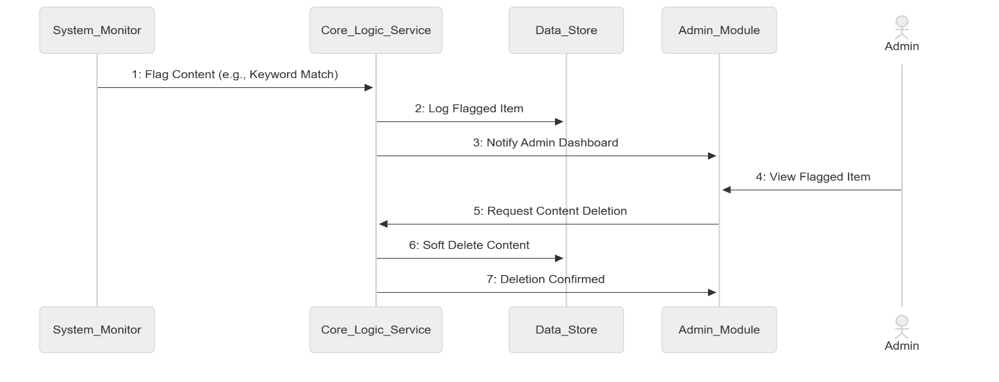 System_Monitor
Core_Logic_Service
Data_Store
Admin_Module
Admin
1: Flag Content (e.g., Keyword Match)
2: Log Flagged Item
3: Notify Admin Dashboard
4: View Flagged Item
5: Request Content Deletion
6: Soft Delete Content
7: Deletion Confirmed
System_Monitor
Core_Logic_Service
Data_Store
Admin_Module
Admin